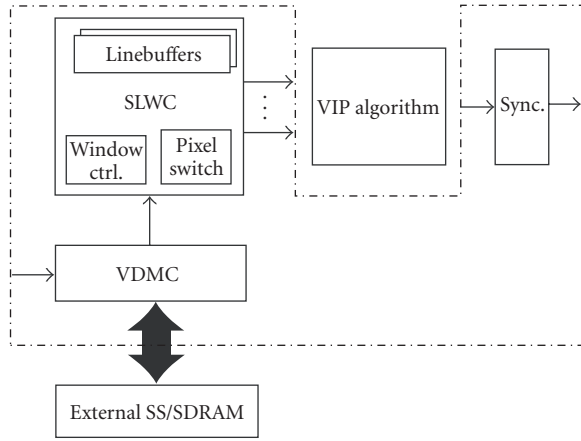 Linebuffers
SLWC
Window
ctrl.
Pixel
switch
VIP algorithm
Sync.
VDMC
External SS/SDRAM